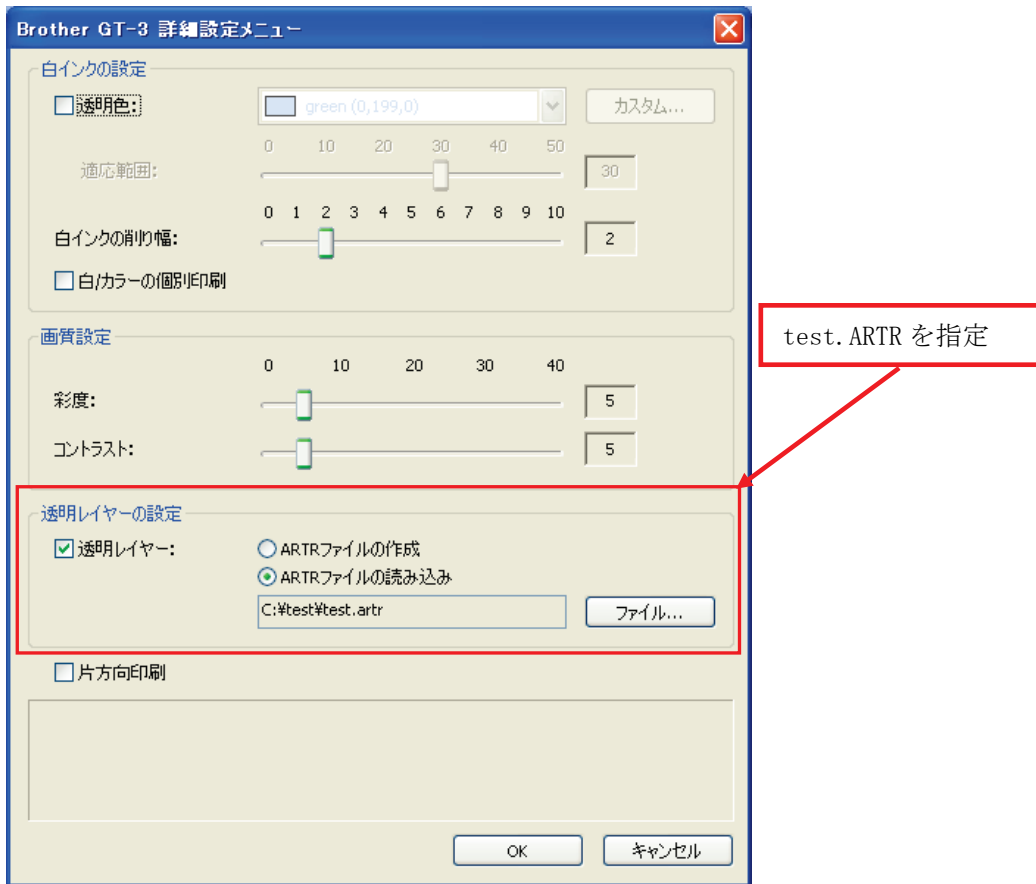 Brother GT-3 詳細設定メニュー
白インクの設定
透明色:
green (0,199,0)
カスタム...
0 10 20 30 40 50
適応範囲:
30
0 1 2 3 4 5 6 7 8 9 10
白インクの削り幅:
2
白/カラーの個別印刷
画質設定
0 10 20 30 40
彩度:
5
コントラスト:
5
test.ARTR を指定
透明レイヤーの設定
透明レイヤー:
ARTRファイルの作成
ARTRファイルの読み込み
C:¥test¥test.artr
ファイル...
片方向印刷
OK
キャンセル